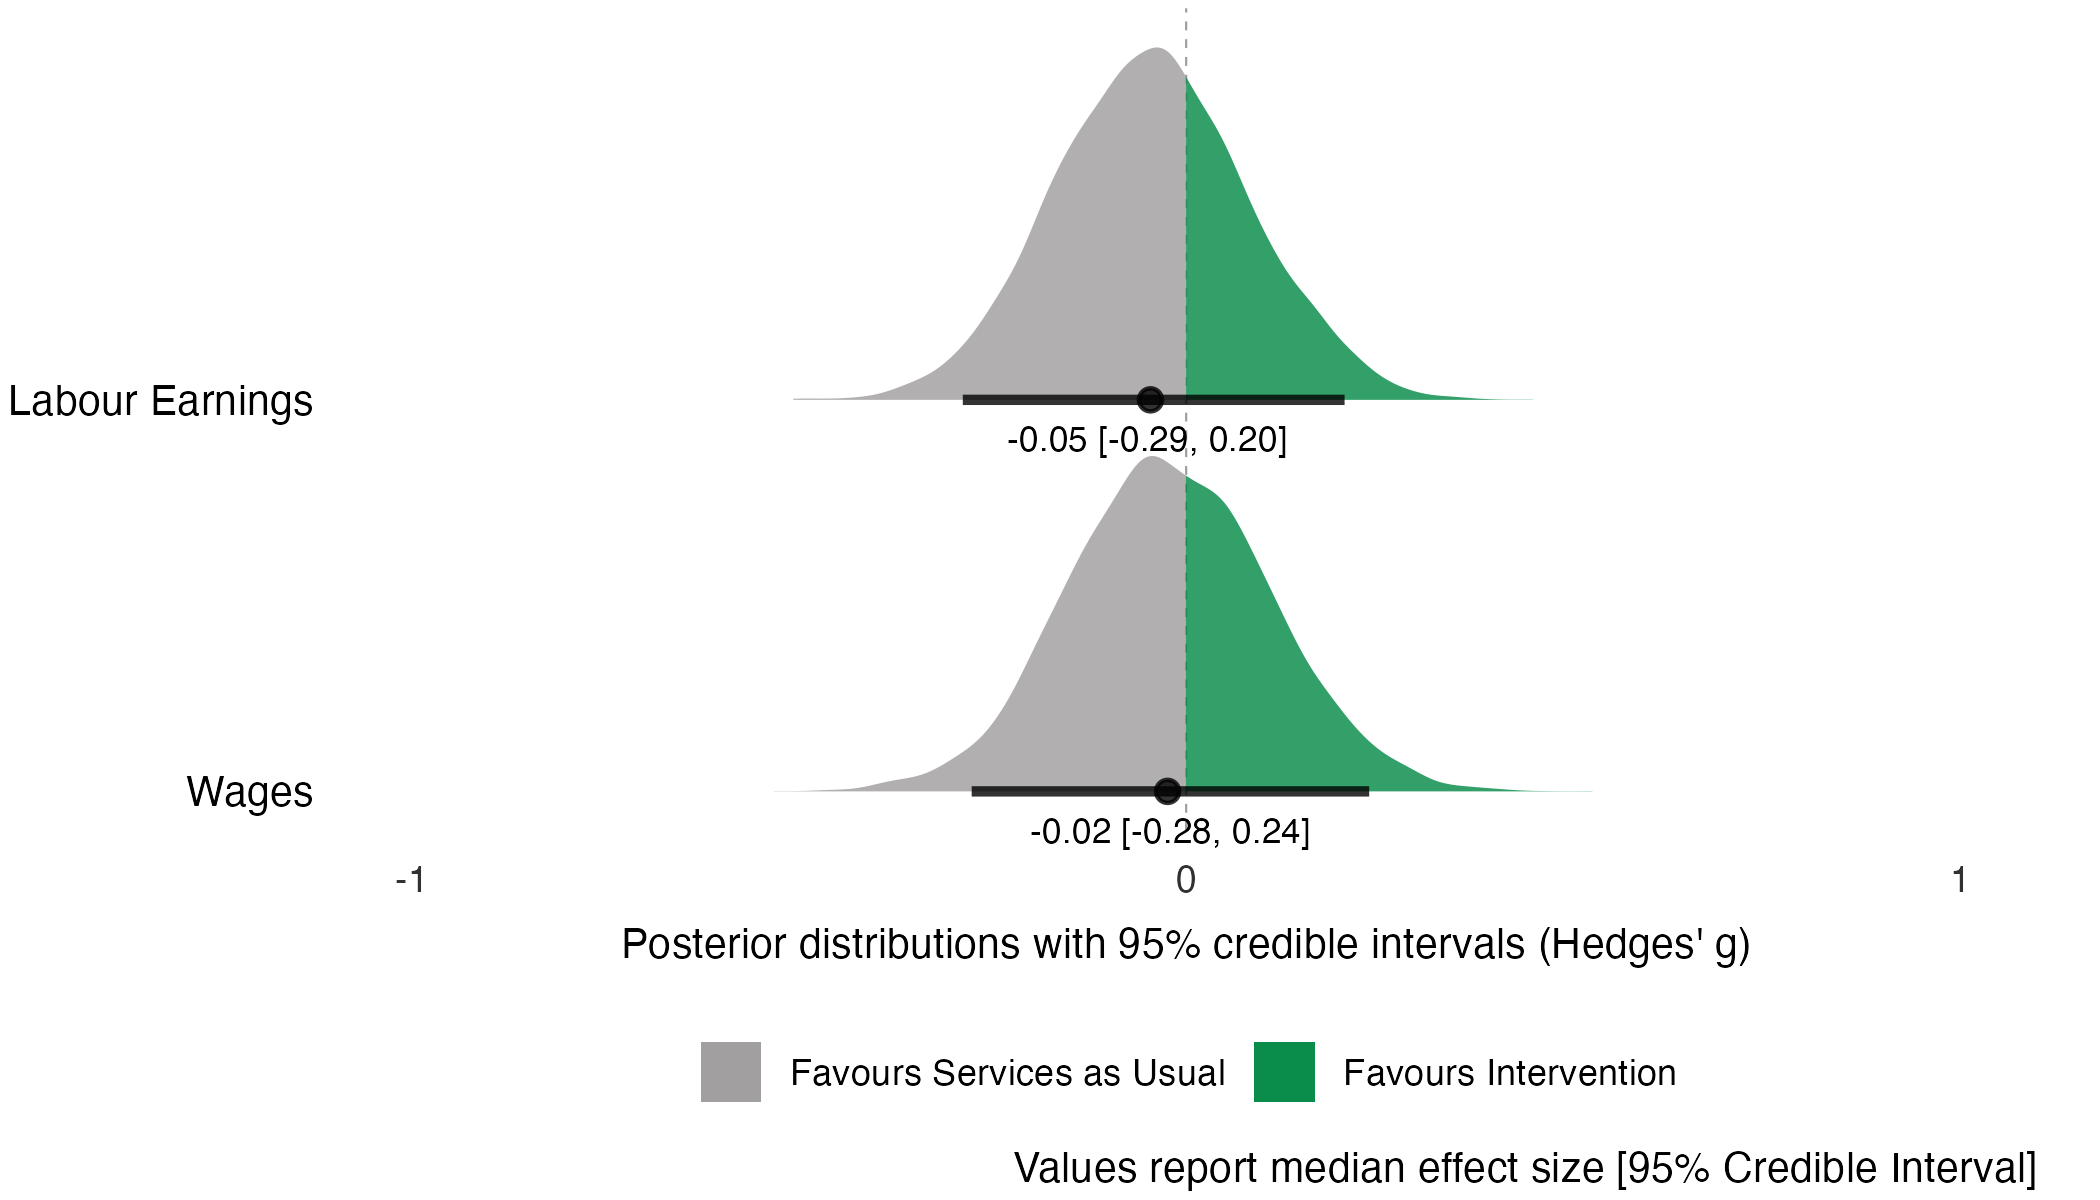 Labour Earnings
-0.05 [-0.29, 0.20]
Wages
-0.02 [-0.28, 0.24]
-1 0 1
Posterior distributions with 95% credible intervals (Hedges' g)
Favours Services as Usual Favours Intervention
Values report median effect size [95% Credible Interval]